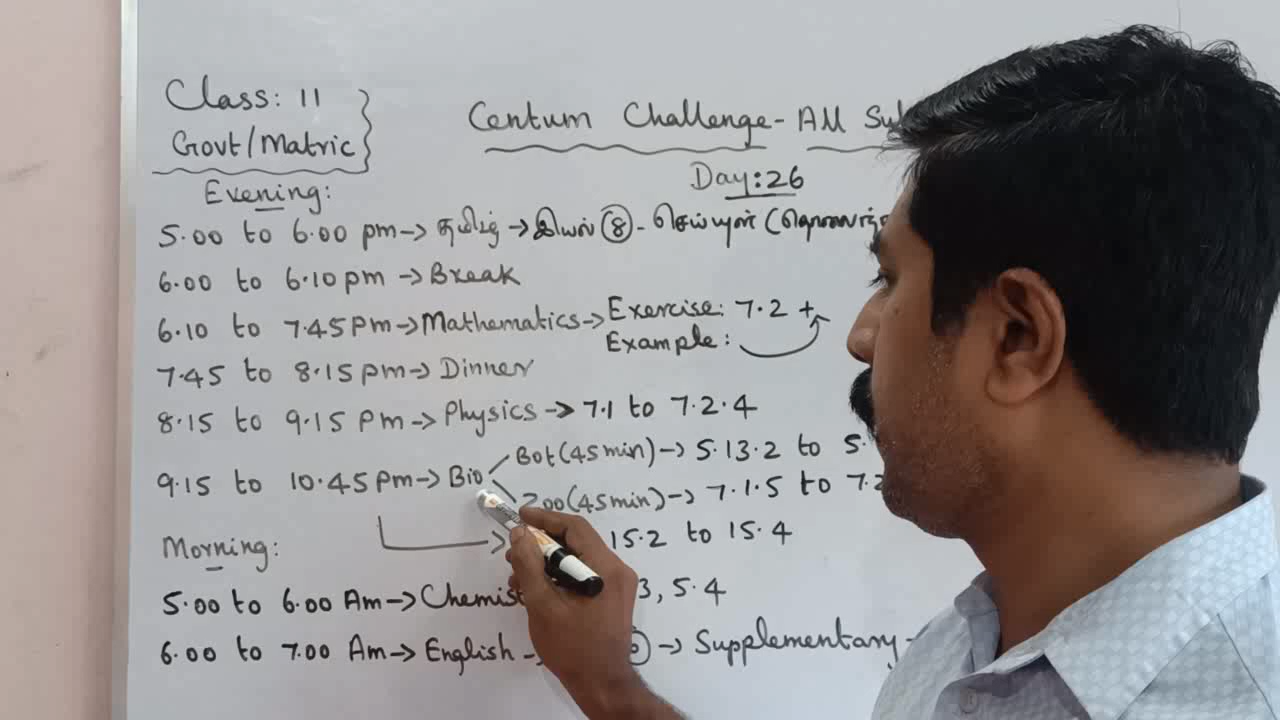 Class: 11
Govt/Matric
Centum Challenge - All
Day: 26
Evening:
5.00 to 6.00 pm → தமிழ் → இயல் ⑧ - செய்யுள் (
6.00 to 6.10 pm → Break
6.10 to 7.45 Pm → Mathematics → Exercise: 7.2 +
Example:
7.45 to 8.15 pm → Dinner
8.15 to 9.15 Pm → Physics → 7.1 to 7.2.4
Bot (45 min) → 5.13.2 to 5.
9.15 to 10.45 Pm → Bio
Zoo (45 min) → 7.1.5 to 7.2
15.2 to 15.4
Morning:
5.00 to 6.00 Am → Chemis 3, 5.4
6.00 to 7.00 Am → English → → Supplementary →